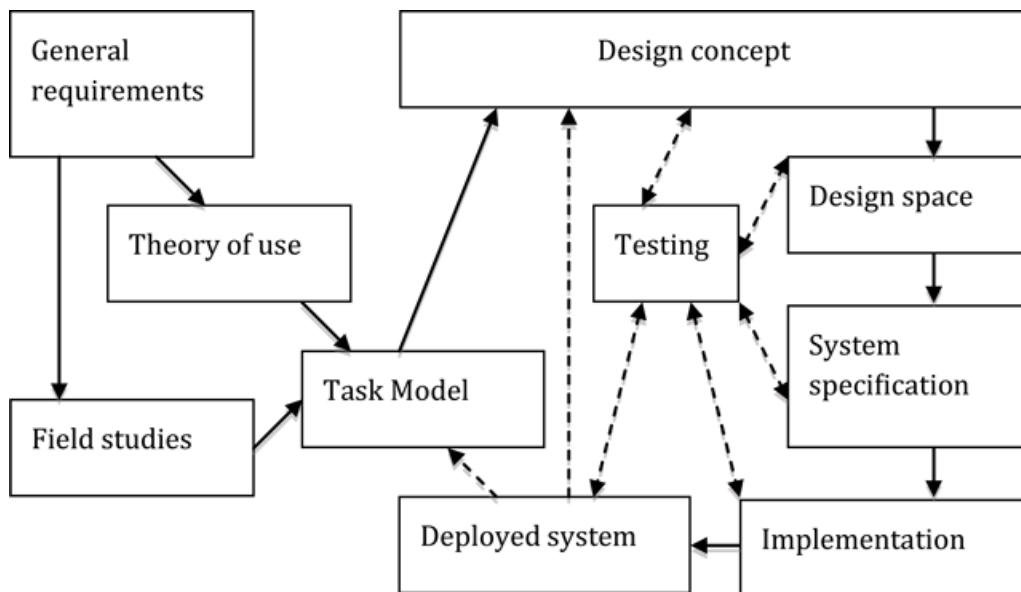 General
requirements
Design concept
Theory of use
Testing
Design space
Task Model
System
specification
Field studies
Deployed system
Implementation